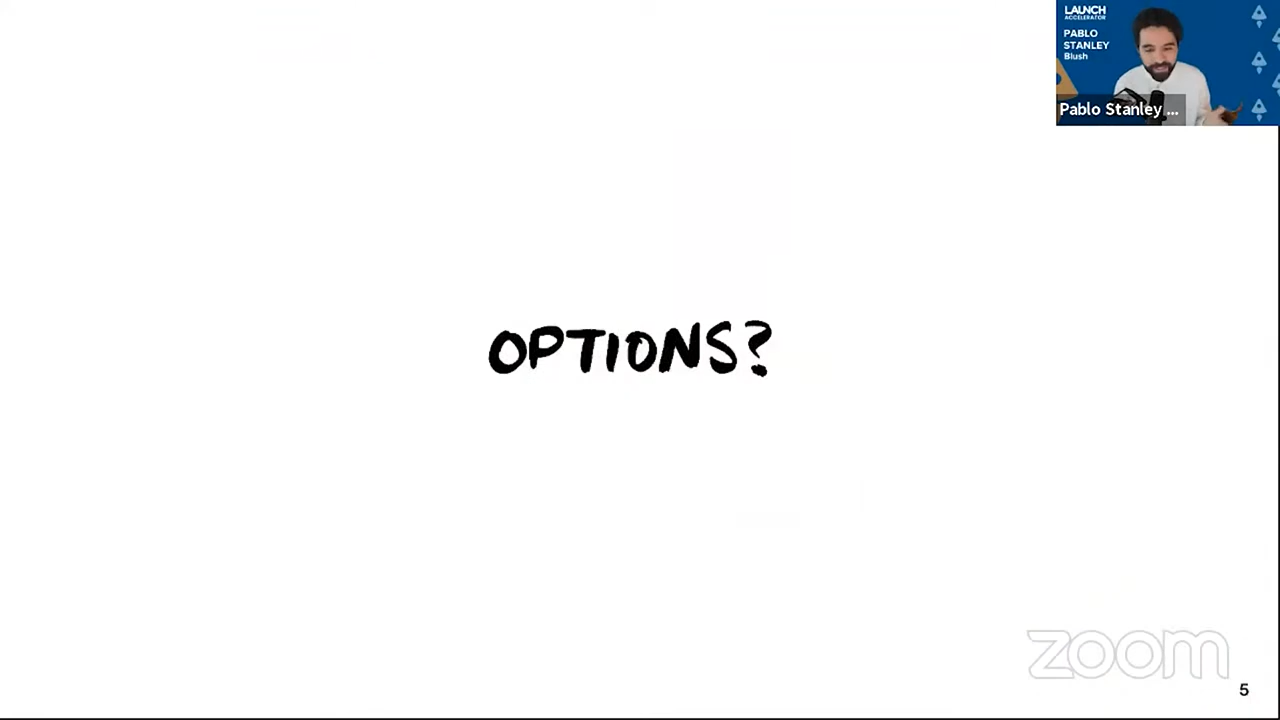 LAUNCH
ACCELERATOR
PABLO
STANLEY
Blush
Pablo Stanley ...
OPTIONS?
zoom
5